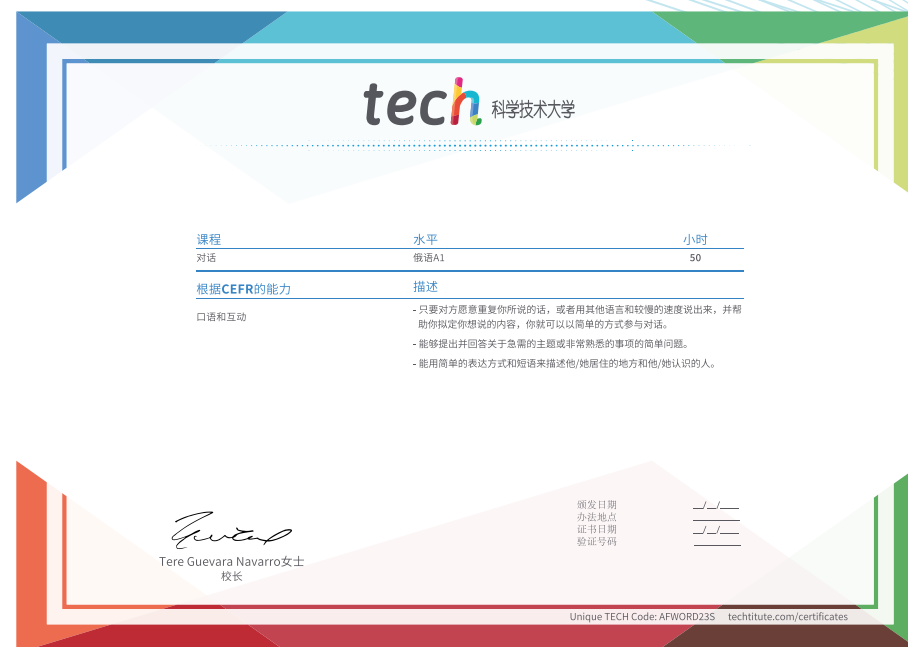 tech 科学技术大学
课程 水平 小时
对话 俄语A1 50
根据CEFR的能力 描述
口语和互动
- 只要对方愿意重复你所说的话，或者用其他语言和较慢的速度说出来，并帮
助你拟定你想说的内容，你就可以以简单的方式参与对话。
- 能够提出并回答关于急需的主题或非常熟悉的事项的简单问题。
- 能用简单的表达方式和短语来描述他/她居住的地方和他/她认识的人。
颁发日期 __/__/____
办法地点 ________
证书日期 __/__/____
验证号码 ________
Tere Guevara Navarro女士
校长
Unique TECH Code: AFWORD23S techtitute.com/certificates